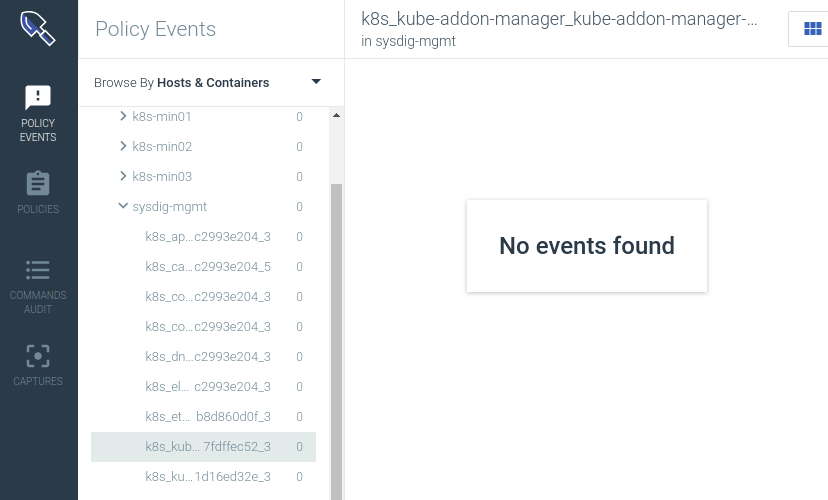 Policy Events
k8s_kube-addon-manager_kube-addon-manager-...
in sysdig-mgmt
Browse By Hosts & Containers
POLICY
EVENTS
POLICIES
COMMANDS
AUDIT
CAPTURES
k8s-min01 0
k8s-min02 0
k8s-min03 0
sysdig-mgmt 0
k8s_ap...c2993e204_3 0
k8s_ca...c2993e204_5 0
k8s_co...c2993e204_3 0
k8s_co...c2993e204_3 0
k8s_dn...c2993e204_3 0
k8s_el... c2993e204_3 0
k8s_et... b8d860d0f_3 0
k8s_kub... 7fdffec52_3 0
k8s_ku...1d16ed32e_3 0
No events found